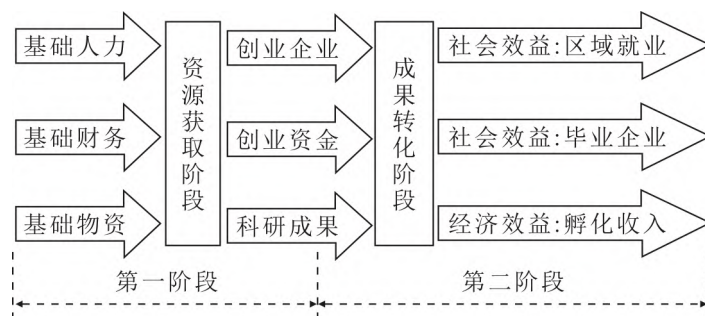 基础人力
基础财务
基础物资
资源获取阶段
创业企业
创业资金
科研成果
成果转化阶段
社会效益:区域就业
社会效益:毕业企业
经济效益:孵化收入
第一阶段
第二阶段